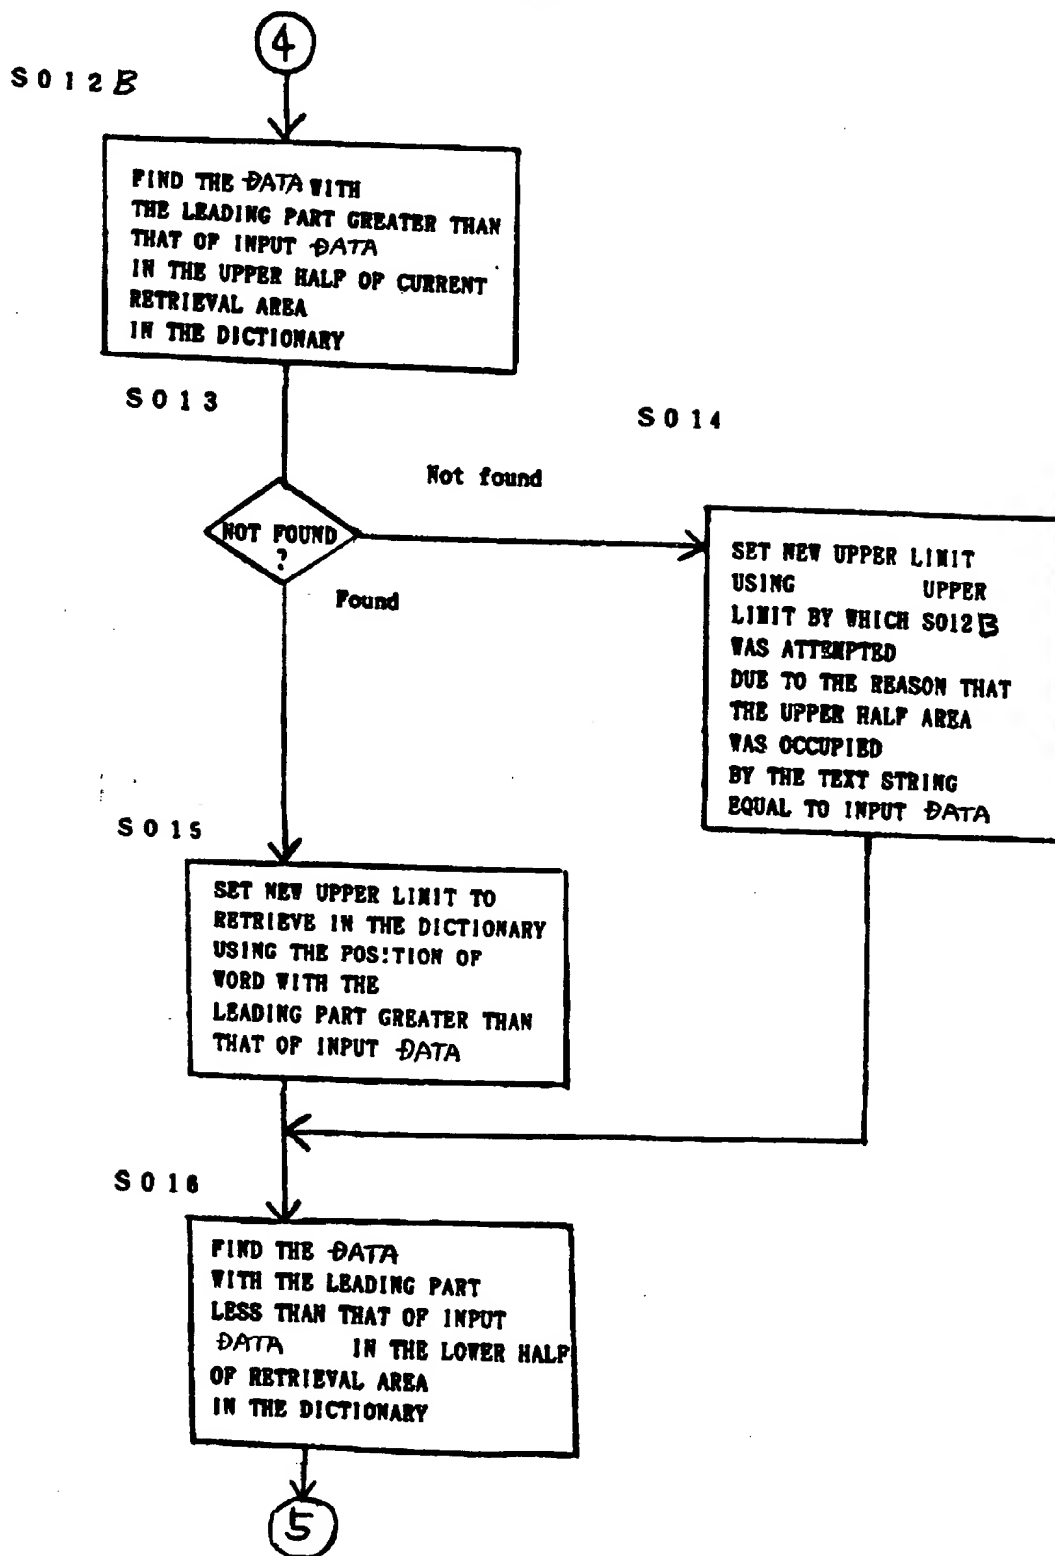 4
S012B
FIND THE DATA WITH
THE LEADING PART GREATER THAN
THAT OF INPUT DATA
IN THE UPPER HALF OF CURRENT
RETRIEVAL AREA
IN THE DICTIONARY
S013
S014
Not found
NOT FOUND
?
Found
SET NEW UPPER LIMIT
USING UPPER
LIMIT BY WHICH S012B
WAS ATTEMPTED
DUE TO THE REASON THAT
THE UPPER HALF AREA
WAS OCCUPIED
BY THE TEXT STRING
EQUAL TO INPUT DATA
S015
SET NEW UPPER LIMIT TO
RETRIEVE IN THE DICTIONARY
USING THE POSITION OF
WORD WITH THE
LEADING PART GREATER THAN
THAT OF INPUT DATA
S016
FIND THE DATA
WITH THE LEADING PART
LESS THAN THAT OF INPUT
DATA IN THE LOWER HALF
OF RETRIEVAL AREA
IN THE DICTIONARY
5